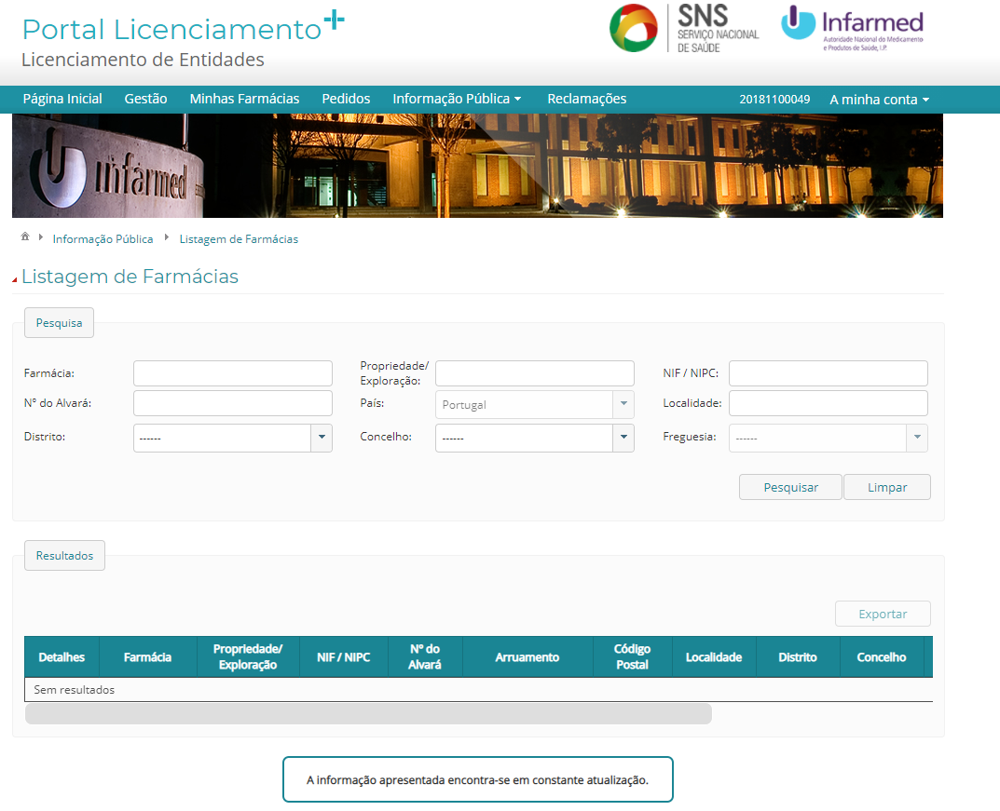 Portal Licenciamento+
Licenciamento de Entidades
SNS
SERVIÇO NACIONAL
DE SAÚDE
Infarmed
Autoridade Nacional do Medicamento
e Produtos de Saúde, I.P.
Página Inicial Gestão Minhas Farmácias Pedidos Informação Pública Reclamações 20181100049 A minha conta
infarmed
Informação Pública Listagem de Farmácias
Listagem de Farmácias
Pesquisa
Farmácia:
Propriedade/
Exploração:
NIF / NIPC:
Nº do Alvará:
País: Portugal
Localidade:
Distrito: ------
Concelho: ------
Freguesia: ------
Pesquisar Limpar
Resultados
Exportar
Detalhes
Farmácia
Propriedade/
Exploração
NIF / NIPC
Nº do
Alvará
Arruamento
Código
Postal
Localidade
Distrito
Concelho
Sem resultados
A informação apresentada encontra-se em constante atualização.